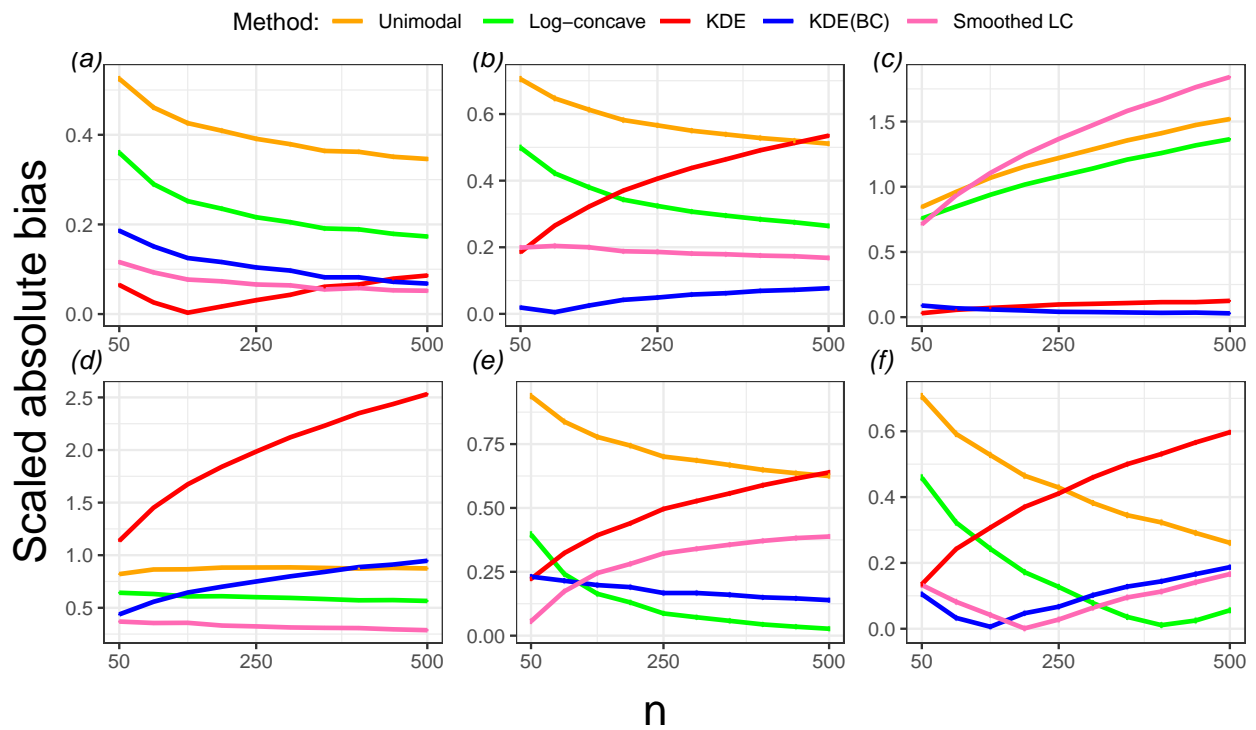 Method: Unimodal Log−concave KDE KDE(BC) Smoothed LC
Scaled absolute bias
(a)
0.4
0.2
0.0
50 250 500
(b)
0.6
0.4
0.2
0.0
50 250 500
(c)
1.5
1.0
0.5
0.0
50 250 500
(d)
2.5
2.0
1.5
1.0
0.5
50 250 500
(e)
0.75
0.50
0.25
0.00
50 250 500
(f)
0.6
0.4
0.2
0.0
50 250 500
n